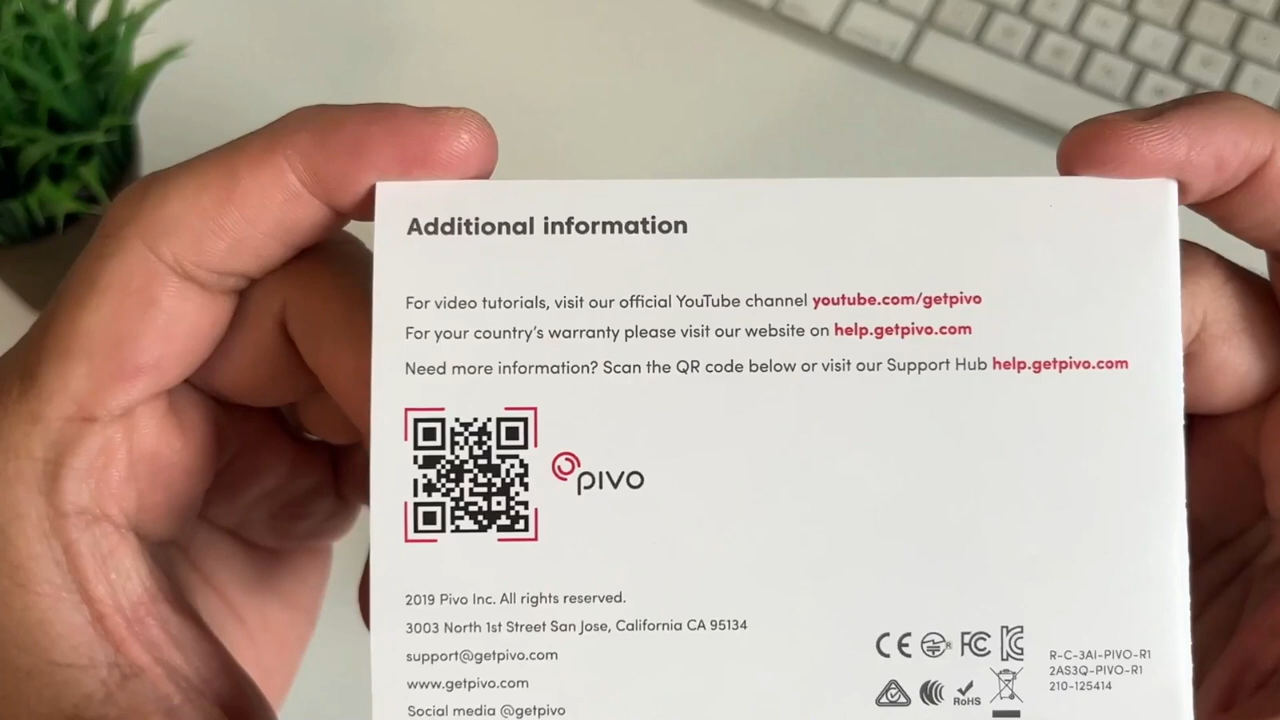 Additional information
For video tutorials, visit our official YouTube channel youtube.com/getpivo
For your country's warranty please visit our website on help.getpivo.com
Need more information? Scan the QR code below or visit our Support Hub help.getpivo.com
pivo
2019 Pivo Inc. All rights reserved.
3003 North 1st Street San Jose, California CA 95134
support@getpivo.com
www.getpivo.com
Social media @getpivo
CE R FC
RoHS
R-C-3AI-PIVO-R1
2AS3Q-PIVO-R1
210-125414